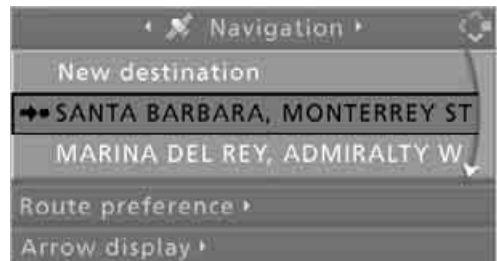 Navigation
New destination
SANTA BARBARA, MONTERREY ST
MARINA DEL REY, ADMIRALTY W
Route preference
Arrow display